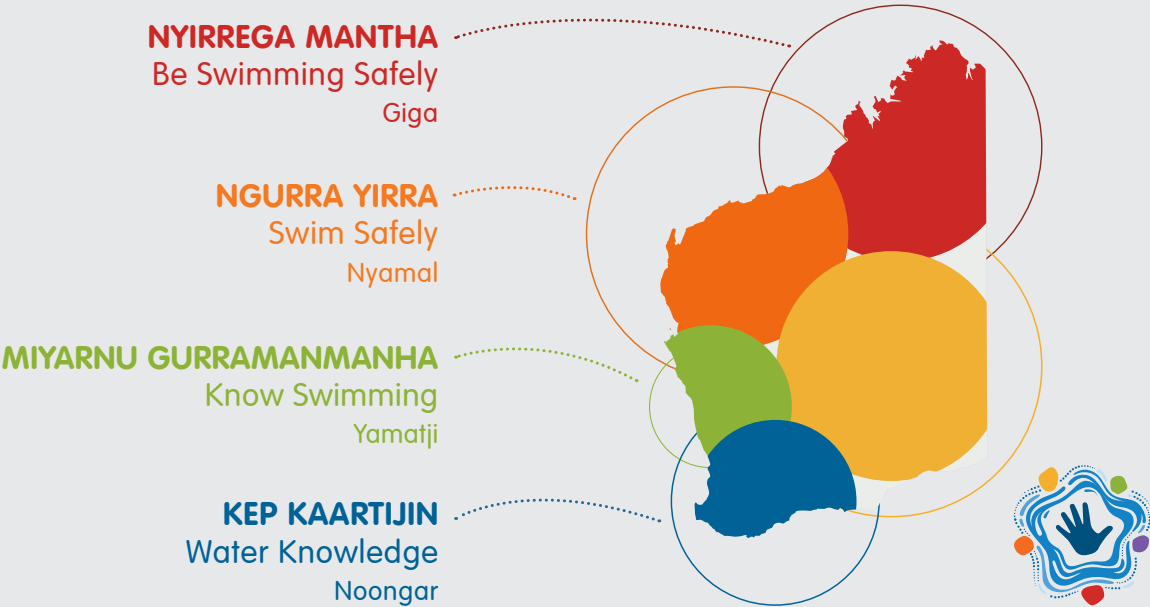 NYIRREGA MANTHA
Be Swimming Safely
Giga
NGURRA YIRRA
Swim Safely
Nyamal
MIYARNU GURRAMANMANHA
Know Swimming
Yamatji
KEP KAARTIJIN
Water Knowledge
Noongar